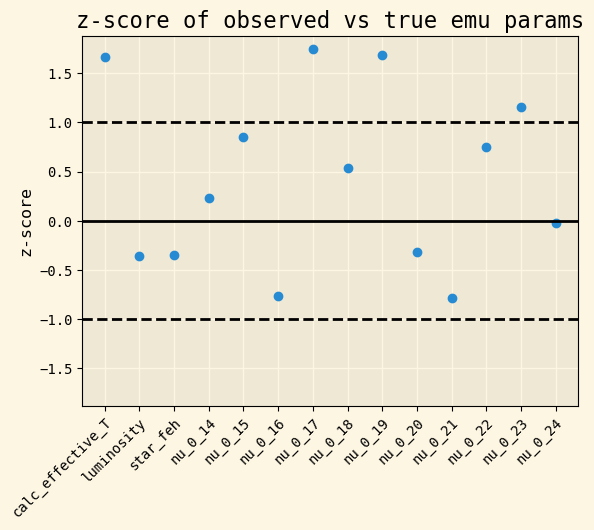 z-score of observed vs true emu params
z-score
1.5
1.0
0.5
0.0
−0.5
−1.0
−1.5
calc_effective_T
luminosity
star_feh
nu_0_14
nu_0_15
nu_0_16
nu_0_17
nu_0_18
nu_0_19
nu_0_20
nu_0_21
nu_0_22
nu_0_23
nu_0_24